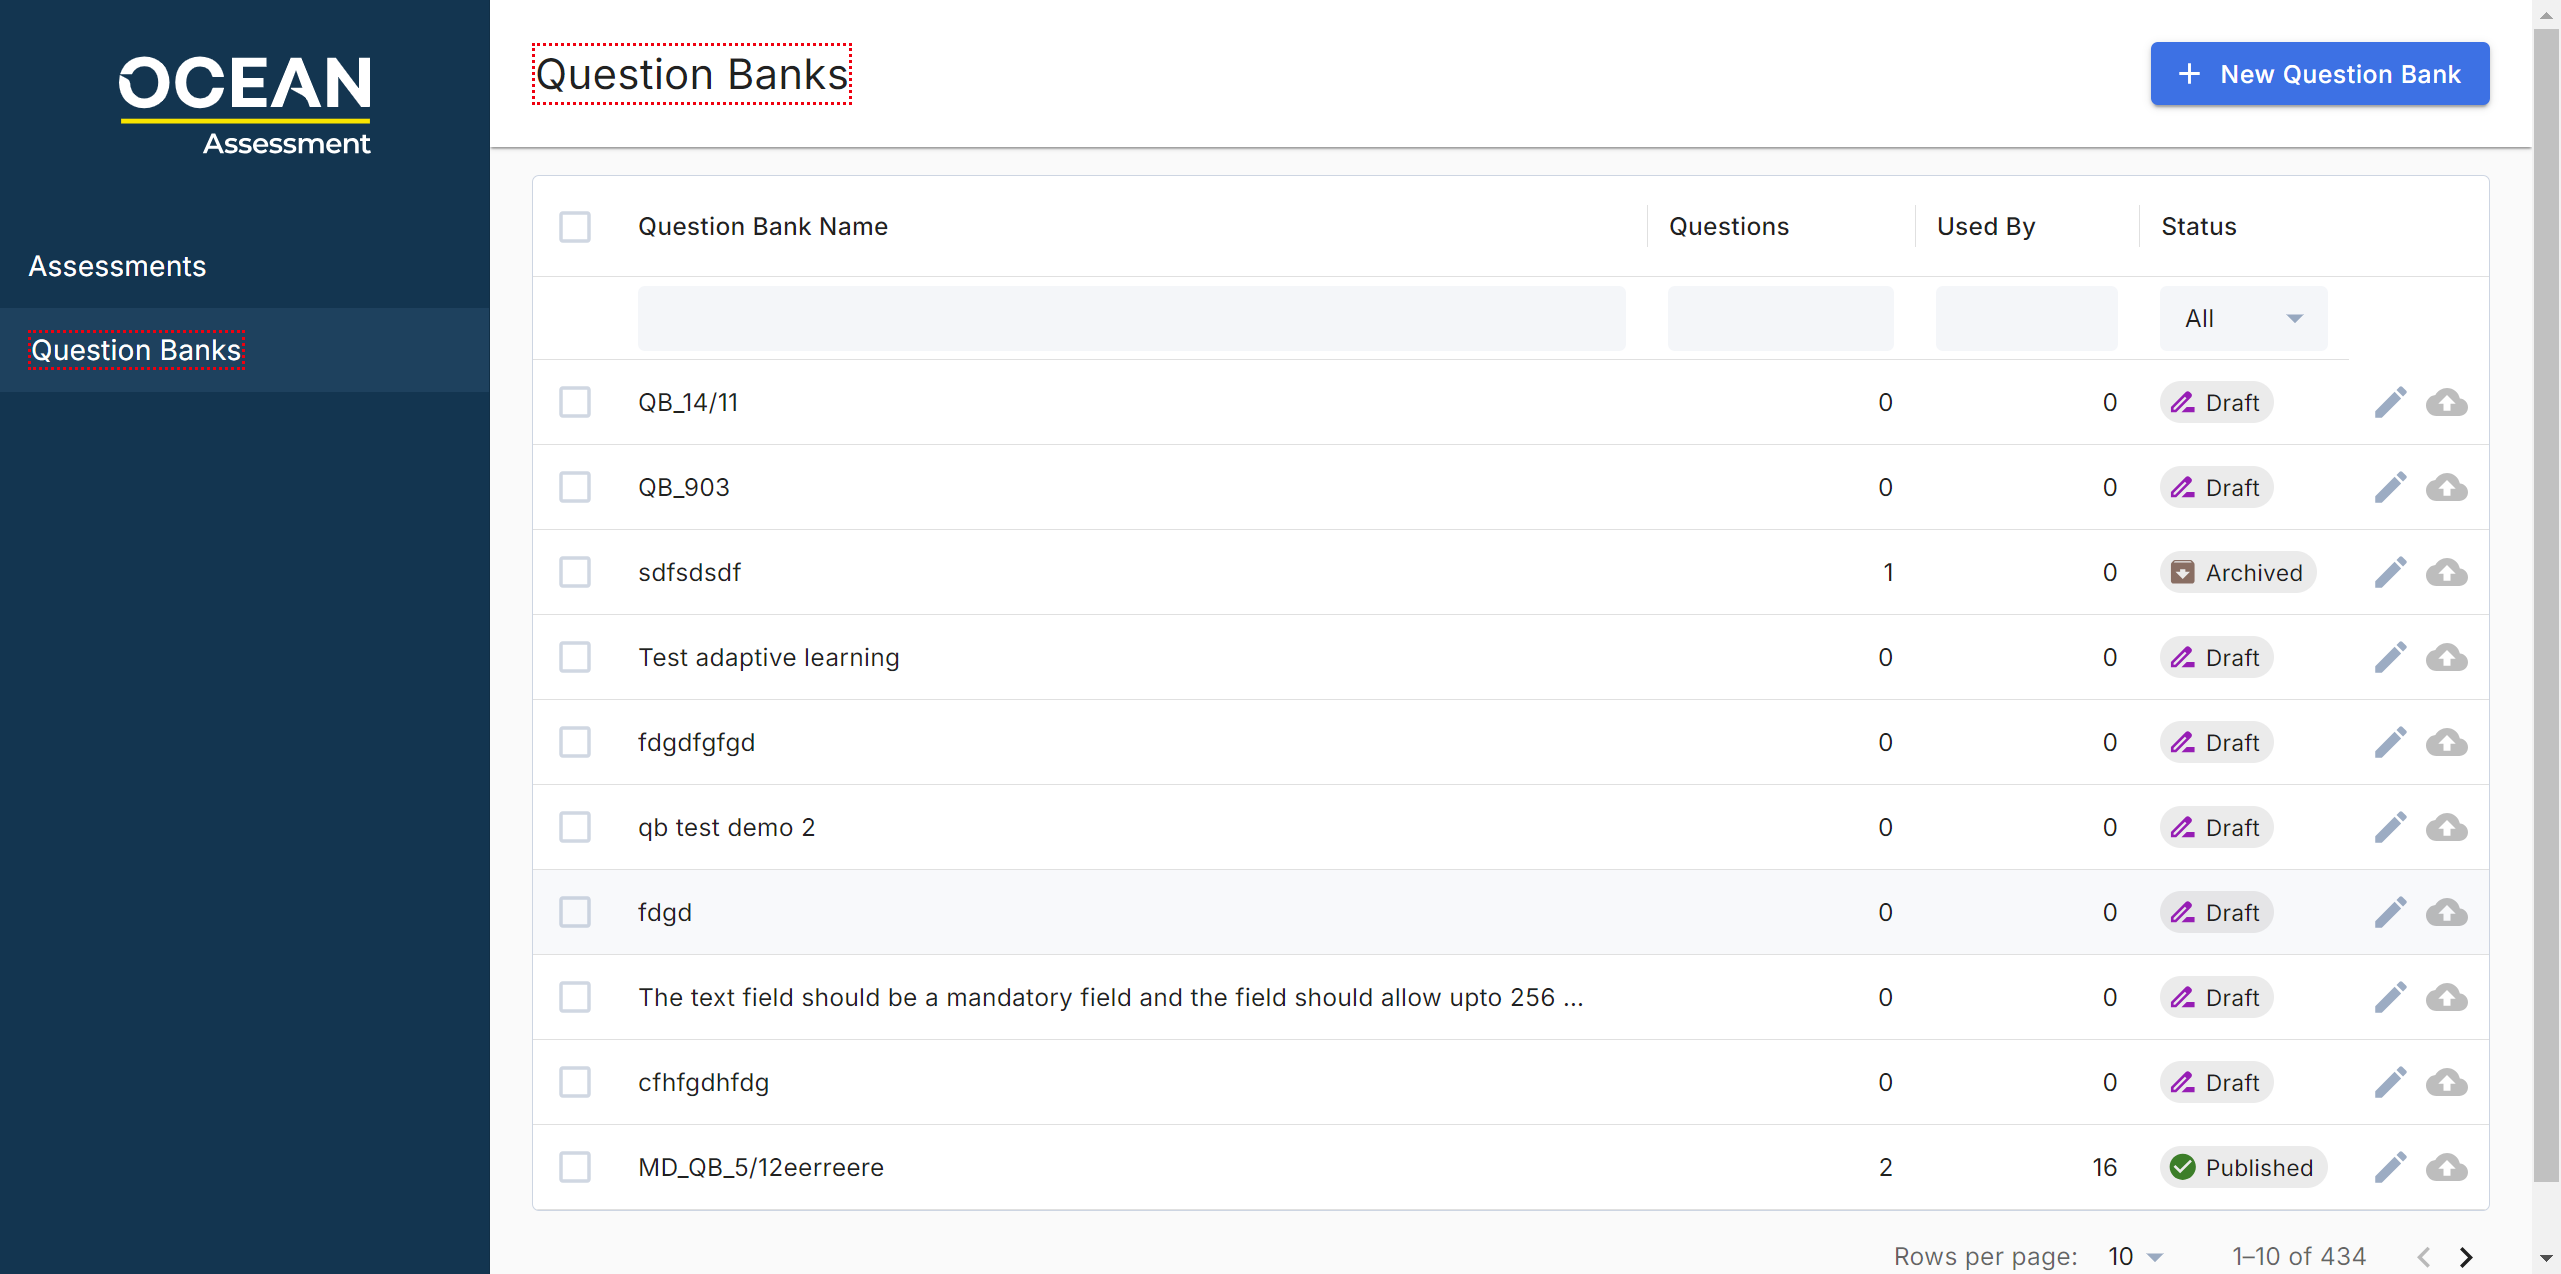 OCEAN
Assessment
Assessments
Question Banks
Question Banks
New Question Bank
Question Bank Name Questions Used By Status
All
QB_14/11 0 0 Draft
QB_903 0 0 Draft
sdfsdsdf 1 0 Archived
Test adaptive learning 0 0 Draft
fdgdfgfgd 0 0 Draft
qb test demo 2 0 0 Draft
fdgd 0 0 Draft
The text field should be a mandatory field and the field should allow upto 256 ... 0 0 Draft
cfhfgdhfdg 0 0 Draft
MD_QB_5/12eerreere 2 16 Published
Rows per page: 10 1–10 of 434